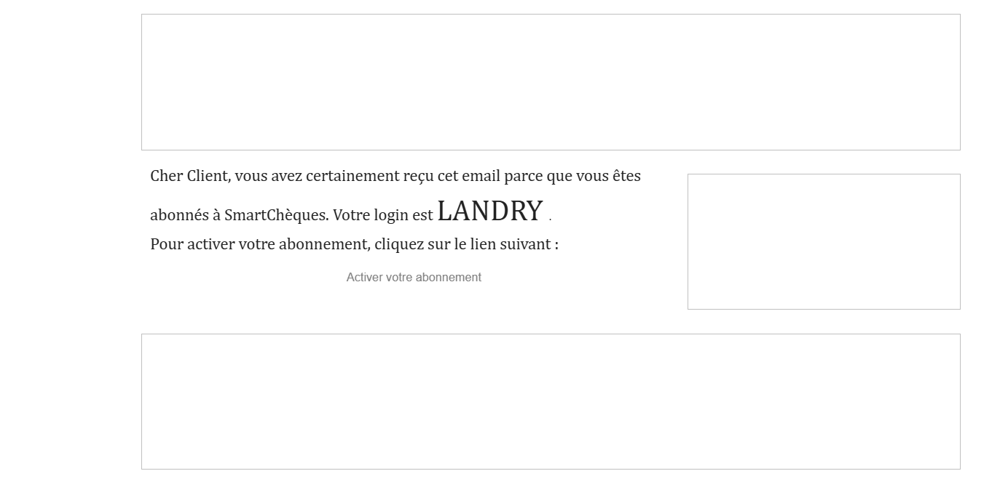 Cher Client, vous avez certainement reçu cet email parce que vous êtes
abonnés à SmartChèques. Votre login est LANDRY .
Pour activer votre abonnement, cliquez sur le lien suivant :
Activer votre abonnement